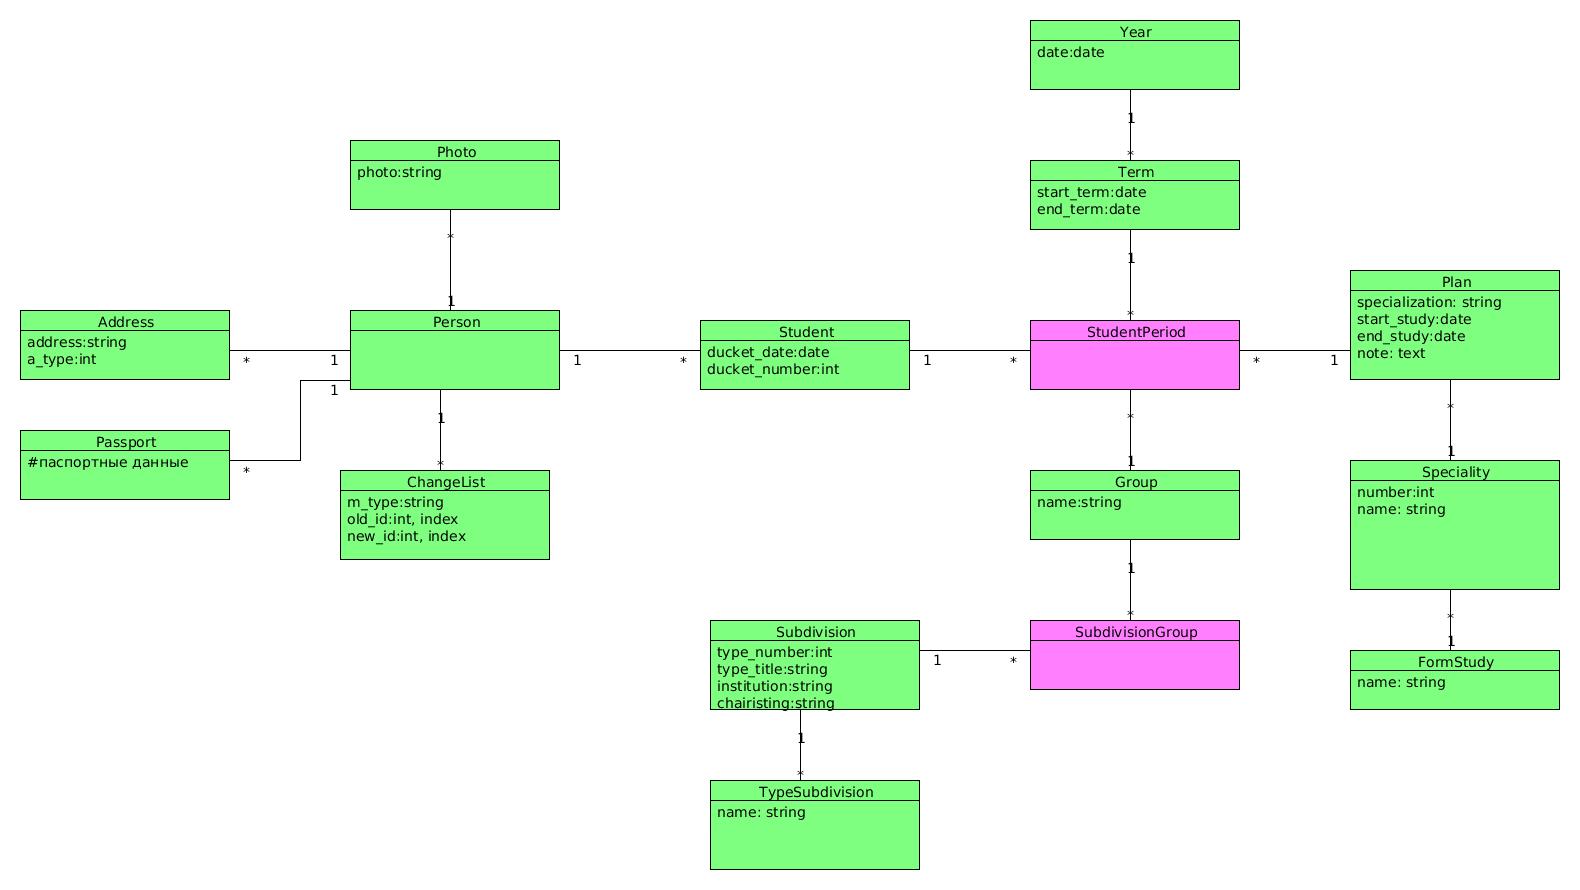 Year
date:date
1
*
Photo
photo:string
*
1
Term
start_term:date
end_term:date
1
*
Plan
specialization: string
start_study:date
end_study:date
note: text
*
1
Address
address:string
a_type:int
*
1
Person
1
*
Student
ducket_date:date
ducket_number:int
1
*
StudentPeriod
*
1
1
*
Passport
#паспортные данные
1
*
ChangeList
m_type:string
old_id:int, index
new_id:int, index
*
1
Group
name:string
1
*
Speciality
number:int
name: string
*
1
Subdivision
type_number:int
type_title:string
institution:string
chairisting:string
1
*
SubdivisionGroup
FormStudy
name: string
1
*
TypeSubdivision
name: string